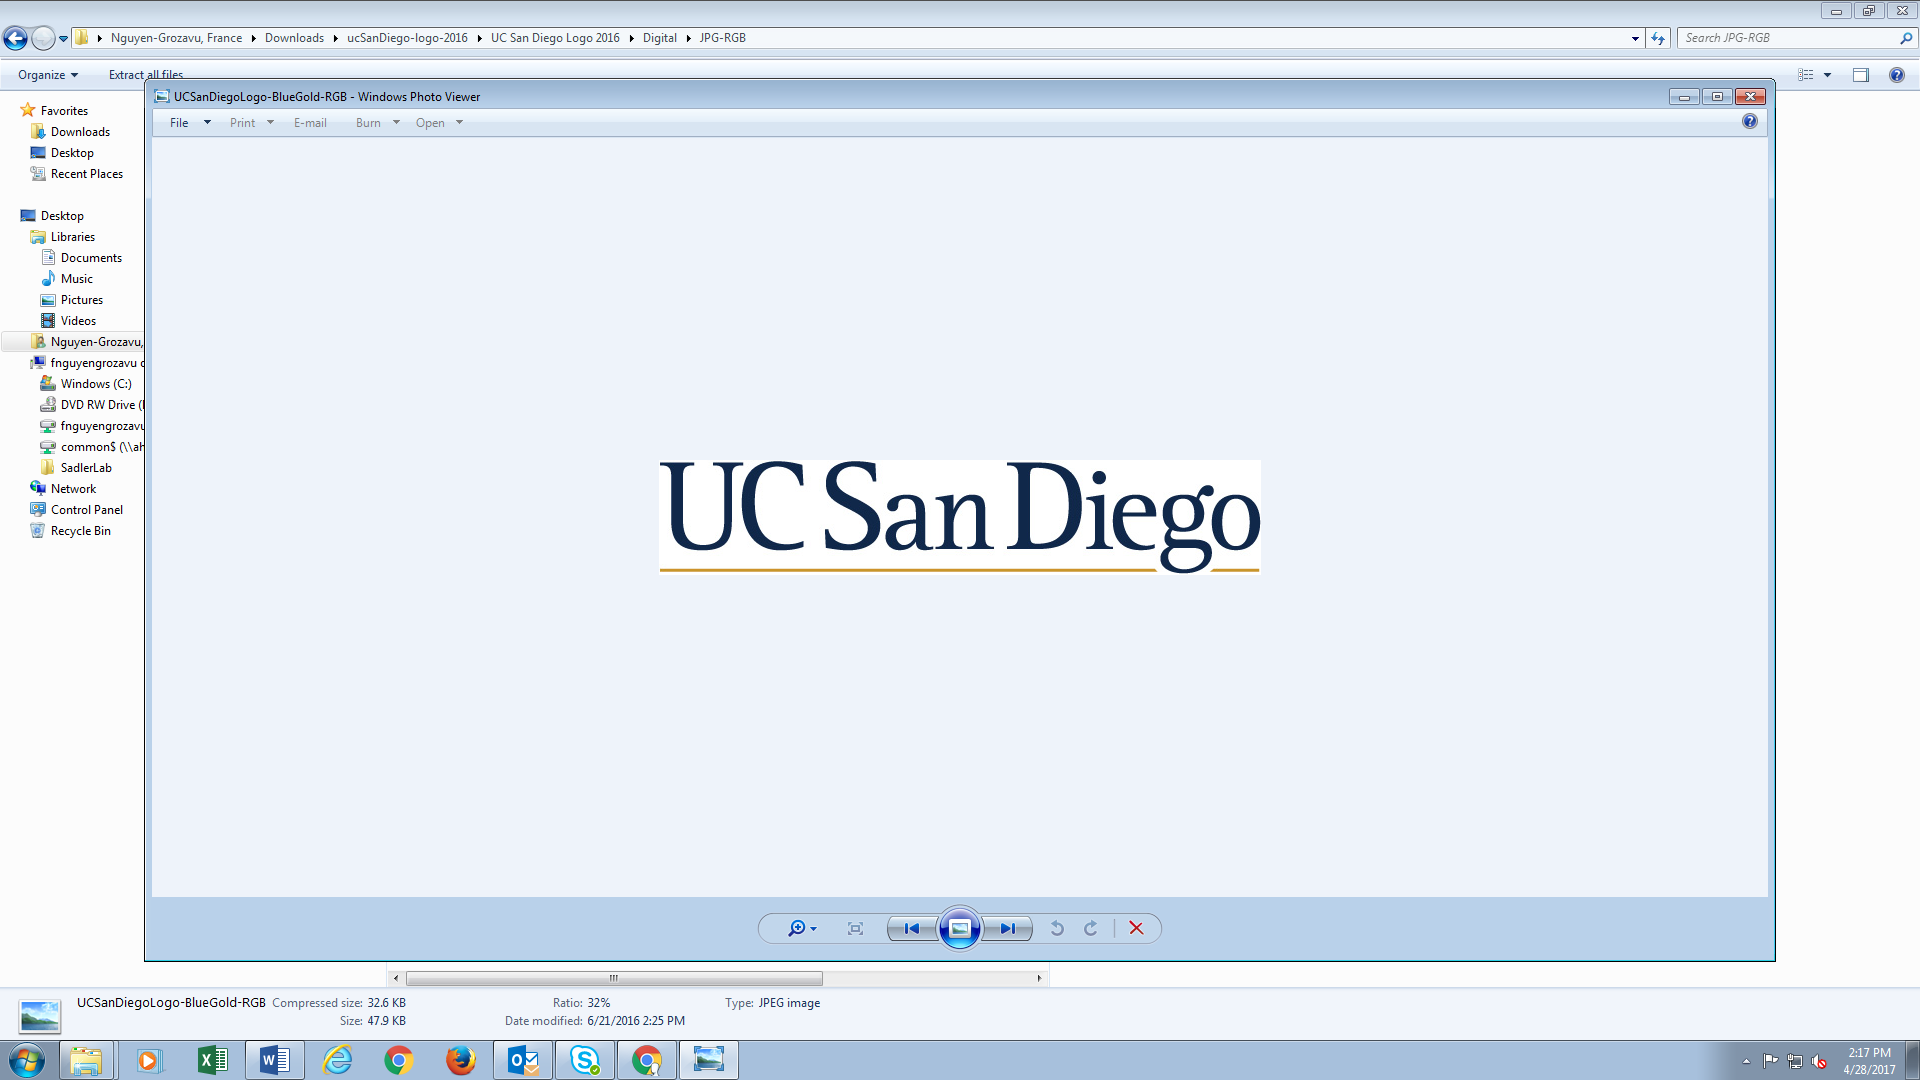 Nguyen-Grozavu, France Downloads ucSanDiego-logo-2016 UC San Diego Logo 2016 Digital JPG-RGB
Search JPG-RGB
Organize Extract all files
UCSanDiegoLogo-BlueGold-RGB - Windows Photo Viewer
File Print E-mail Burn Open
Favorites
Downloads
Desktop
Recent Places
Desktop
Libraries
Documents
Music
Pictures
Videos
Nguyen-Grozavu,
fnguyengrozavu
Windows (C:)
DVD RW Drive (
fnguyengrozavu
common$ (\\ah
SadlerLab
Network
Control Panel
Recycle Bin
UC San Diego
UCSanDiegoLogo-BlueGold-RGB Compressed size: 32.6 KB Ratio: 32% Type: JPEG image
Size: 47.9 KB Date modified: 6/21/2016 2:25 PM
2:17 PM
4/28/2017